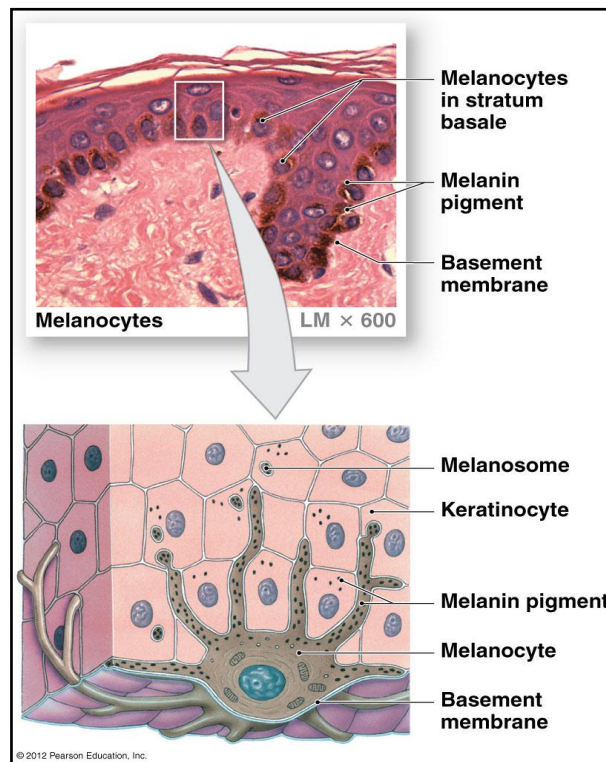 Melanocytes
in stratum
basale
Melanin
pigment
Basement
membrane
Melanocytes LM × 600
Melanosome
Keratinocyte
Melanin pigment
Melanocyte
Basement
membrane
© 2012 Pearson Education, Inc.